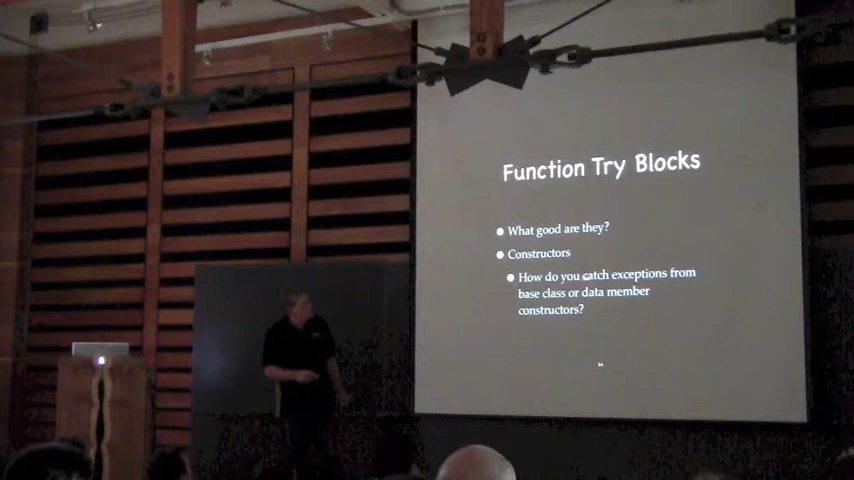 Function Try Blocks
● What good are they?
● Constructors
● How do you catch exceptions from
base class or data member
constructors?